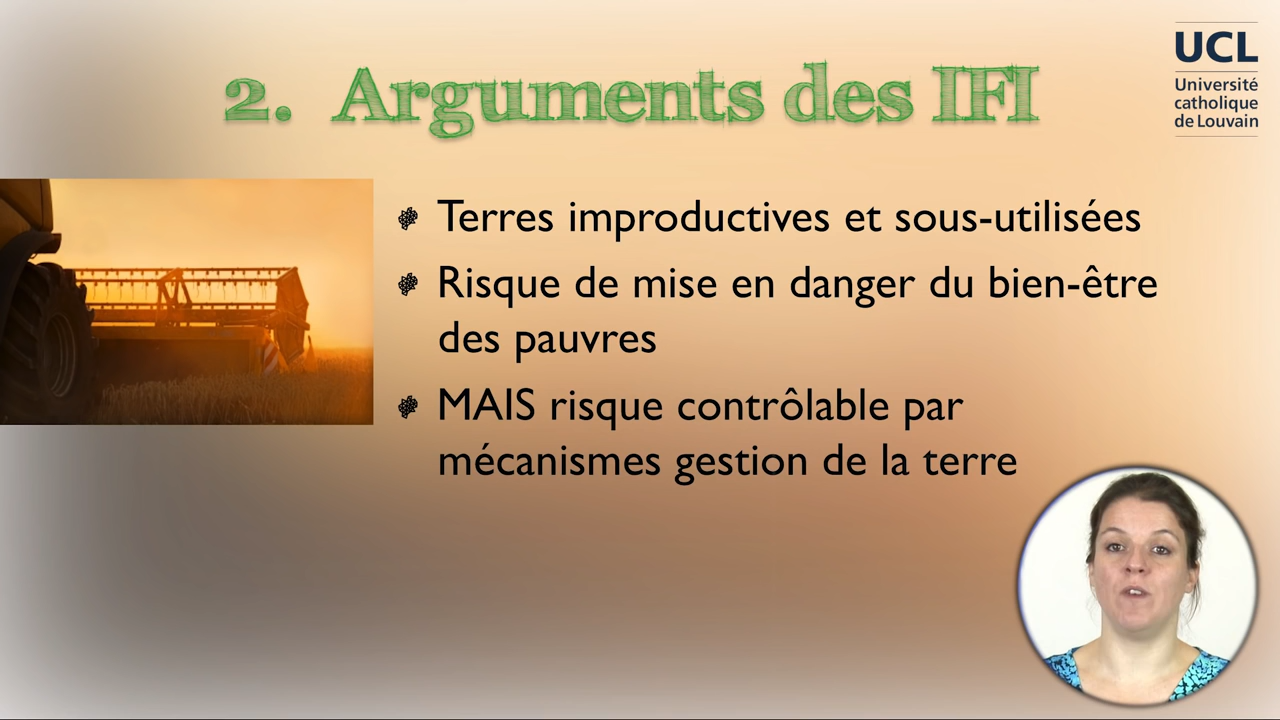 2. Arguments des IFI
UCL
Université
catholique
de Louvain
Terres improductives et sous-utilisées
Risque de mise en danger du bien-être
des pauvres
MAIS risque contrôlable par
mécanismes gestion de la terre